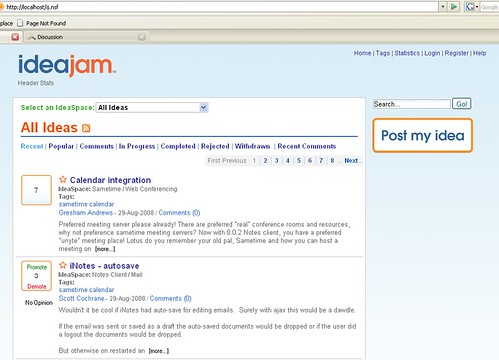 http://localhost/s.nsf
Google
place Page Not Found
Discussion
ideajam™
Header Stats
Home | Tags | Statistics | Login | Register | Help
Select an IdeaSpace: All Ideas
Search... Go!
All Ideas
Post my idea
Recent | Popular | Comments | In Progress | Completed | Rejected | Withdrawn | Recent Comments
First Previous 1 2 3 4 5 6 7 8 .. Next..
7
Calendar integration
IdeaSpace: Sametime / Web Conferencing
Tags:
sametime calendar
Gresham Andrews - 29-Aug-2008 / Comments (0)
Preferred meeting server please already! There are preferred "real" conference rooms and resources,
why not preference sametime meeting servers? Now with 8.0.2 Notes client, you have a preferred
"unyte" meeting place! Lotus do you remember your old pal, Sametime and how you can host a
meeting on [more...]
Promote
3
Demote
No Opinion
iNotes - autosave
IdeaSpace: Notes Client / Mail
Tags:
sametime calendar
Scott Cochrane - 29-Aug-2008 / Comments (0)
Wouldn't it be cool if iNotes had auto-save for editing emails. Surely with ajax this would be a dawdle.
If the email was sent or saved as a draft the auto-saved documents would be dropped or if the user did
a logout the documents would be dropped.
But otherwise on restarted an [more...]